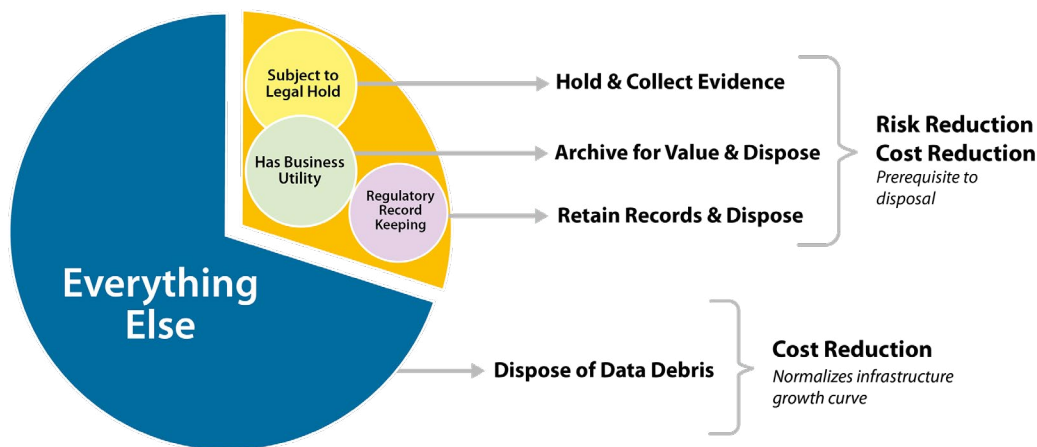 Subject to
Legal Hold
Has Business
Utility
Regulatory
Record
Keeping
Everything
Else
Hold & Collect Evidence
Archive for Value & Dispose
Retain Records & Dispose
Risk Reduction
Cost Reduction
Prerequisite to
disposal
Dispose of Data Debris
Cost Reduction
Normalizes infrastructure
growth curve